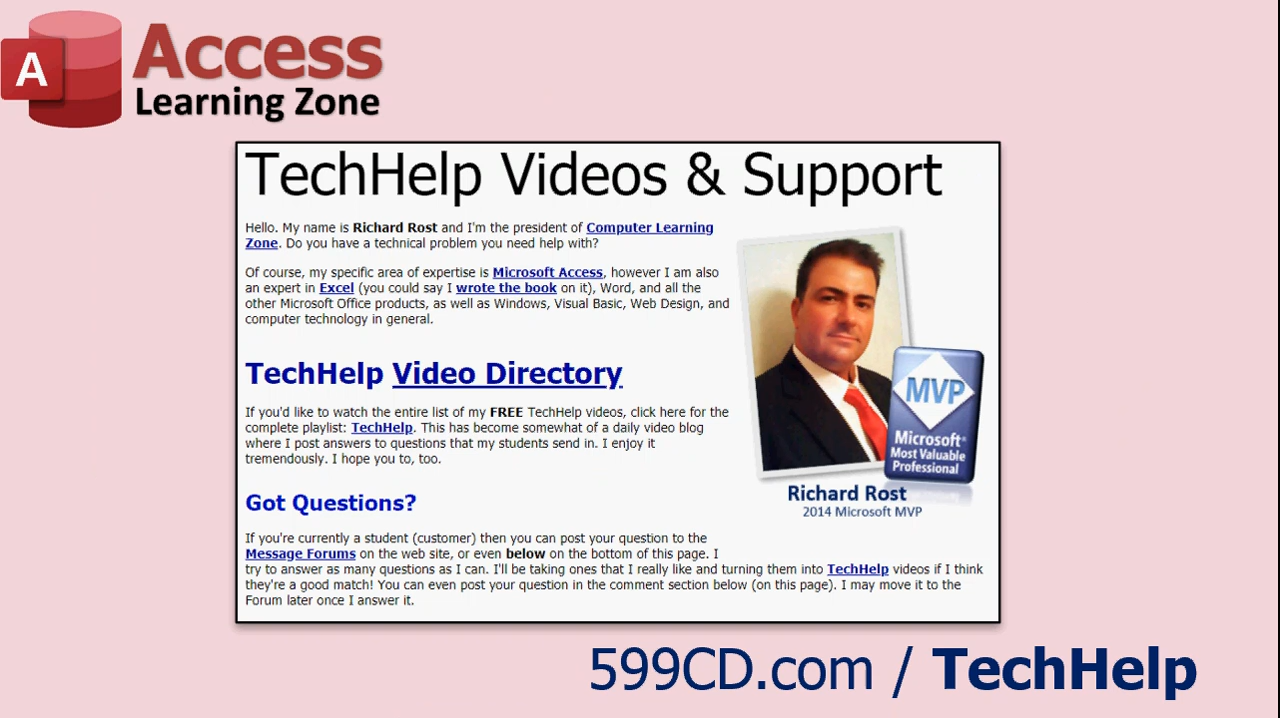 A
Access
Learning Zone
TechHelp Videos & Support
Hello. My name is Richard Rost and I'm the president of Computer Learning
Zone. Do you have a technical problem you need help with?
Of course, my specific area of expertise is Microsoft Access, however I am also
an expert in Excel (you could say I wrote the book on it), Word, and all the
other Microsoft Office products, as well as Windows, Visual Basic, Web Design, and
computer technology in general.
TechHelp Video Directory
If you'd like to watch the entire list of my FREE TechHelp videos, click here for the
complete playlist: TechHelp. This has become somewhat of a daily video blog
where I post answers to questions that my students send in. I enjoy it
tremendously. I hope you to, too.
MVP
Microsoft®
Most Valuable
Professional
Richard Rost
2014 Microsoft MVP
Got Questions?
If you're currently a student (customer) then you can post your question to the
Message Forums on the web site, or even below on the bottom of this page. I
try to answer as many questions as I can. I'll be taking ones that I really like and turning them into TechHelp videos if I think
they're a good match! You can even post your question in the comment section below (on this page). I may move it to the
Forum later once I answer it.
599CD.com / TechHelp